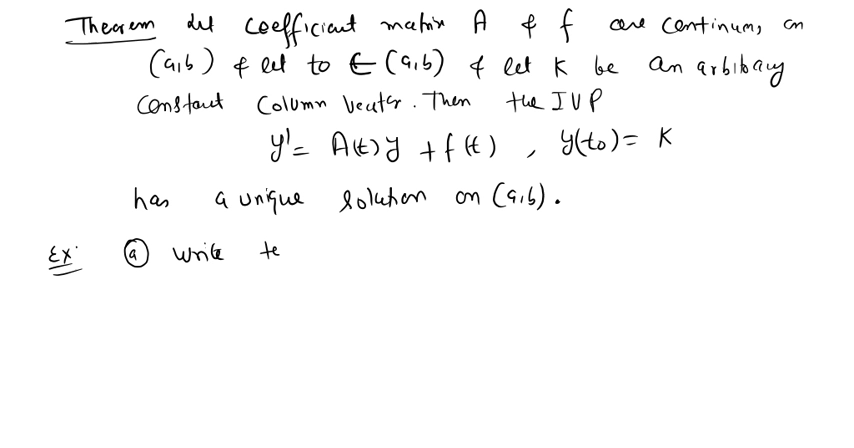 Theorem Let coefficient matrix A & f are continuous on
(a,b) & let to ∈ (a,b) & let K be an arbitrary
constant column vector. Then the IVP
y' = A(t)y + f(t) , y(to) = K
has a unique solution on (a,b).
Ex: ⓐ write te